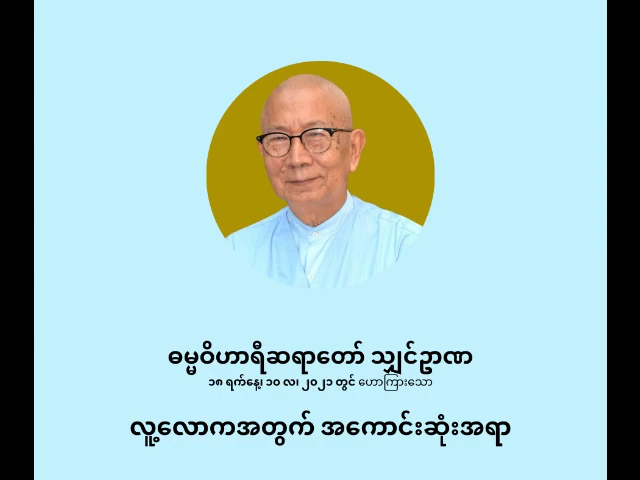 ဓမ္မဝိဟာရီဆရာတော် သျှင်ဥာဏ
၁၈ ရက်နေ့၊ ၁၀ လ၊ ၂၀၂၁ တွင် ဟောကြားသော
လူ့လောကအတွက် အကောင်းဆုံးအရာ